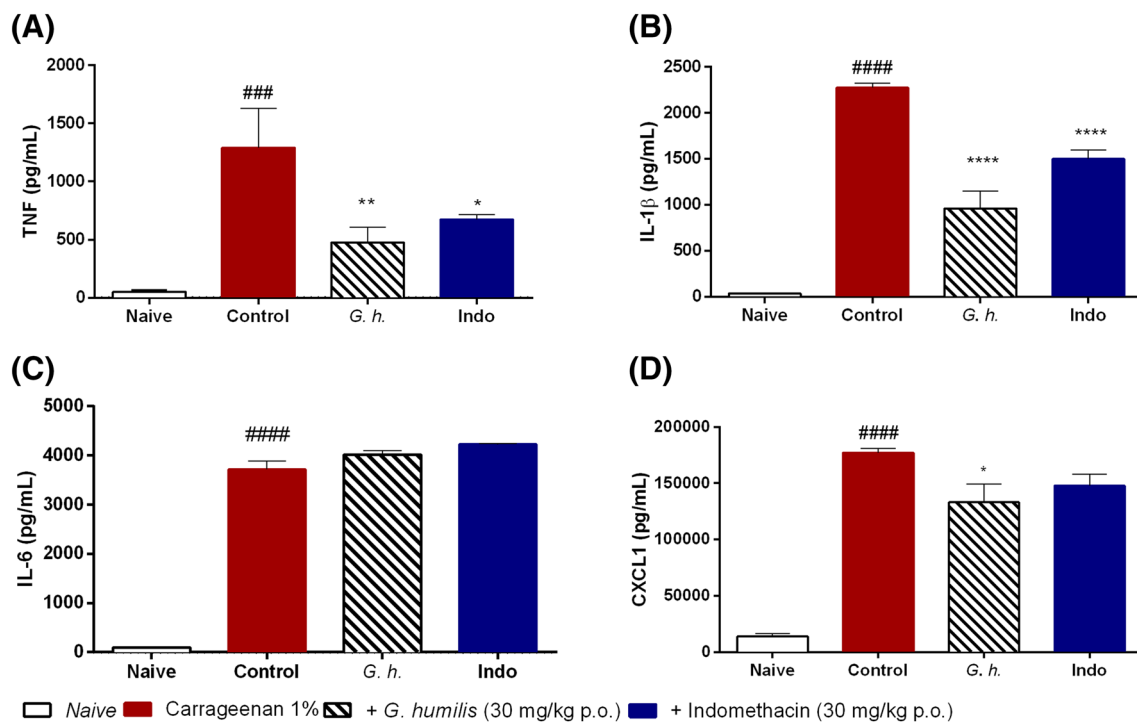 (A)
TNF (pg/mL)
2000
1500
1000
500
0
###
**
*
Naive Control G. h. Indo
(B)
IL-1β (pg/mL)
2500
2000
1500
1000
500
0
####
****
****
Naive Control G. h. Indo
(C)
IL-6 (pg/mL)
5000
4000
3000
2000
1000
0
####
Naive Control G. h. Indo
(D)
CXCL1 (pg/mL)
200000
150000
100000
50000
0
####
*
Naive Control G. h. Indo
Naive Carrageenan 1% + G. humilis (30 mg/kg p.o.) + Indomethacin (30 mg/kg p.o.)